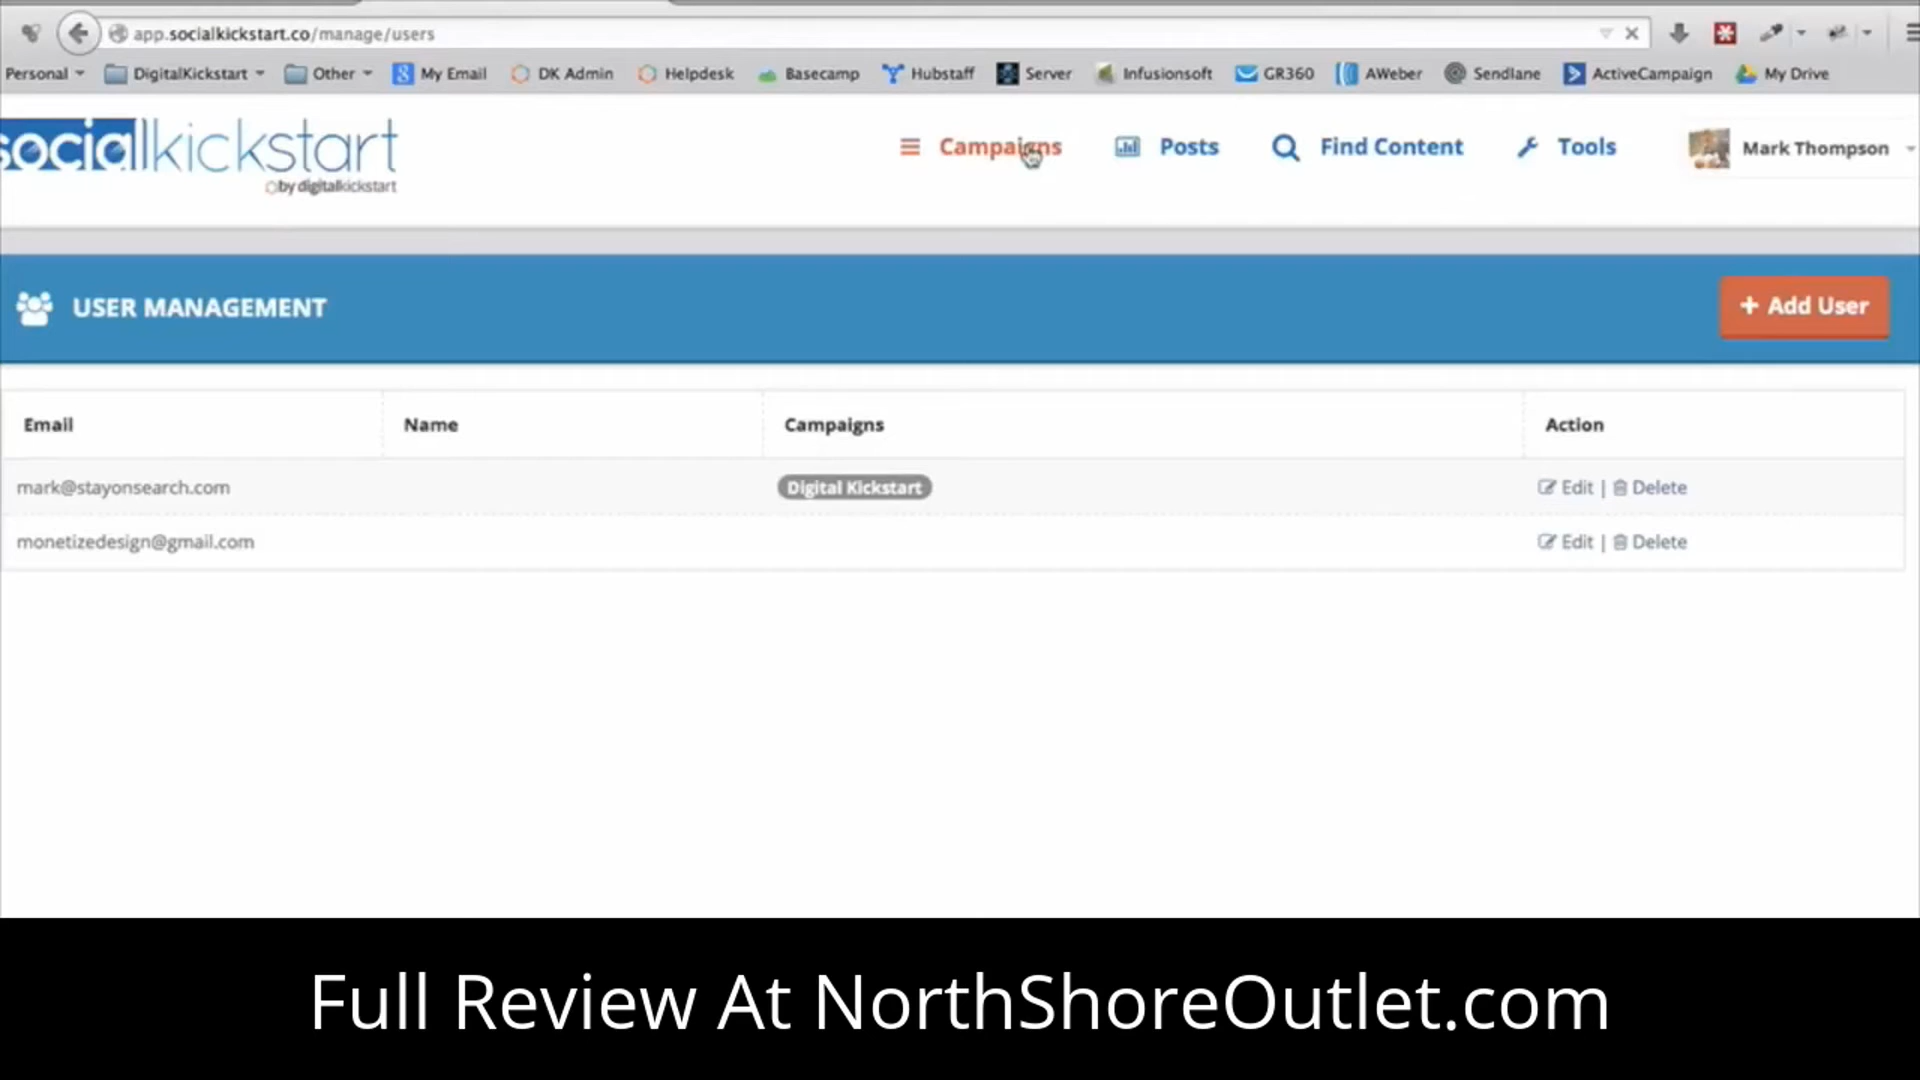 app.socialkickstart.co/manage/users
Personal DigitalKickstart Other My Email DK Admin Helpdesk Basecamp Hubstaff Server Infusionsoft GR360 AWeber Sendlane ActiveCampaign My Drive
socialkickstart
by digitalkickstart
Campaigns Posts Find Content Tools Mark Thompson
USER MANAGEMENT
+ Add User
Email Name Campaigns Action
mark@stayonsearch.com Digital Kickstart Edit | Delete
monetizedesign@gmail.com Edit | Delete
Full Review At NorthShoreOutlet.com